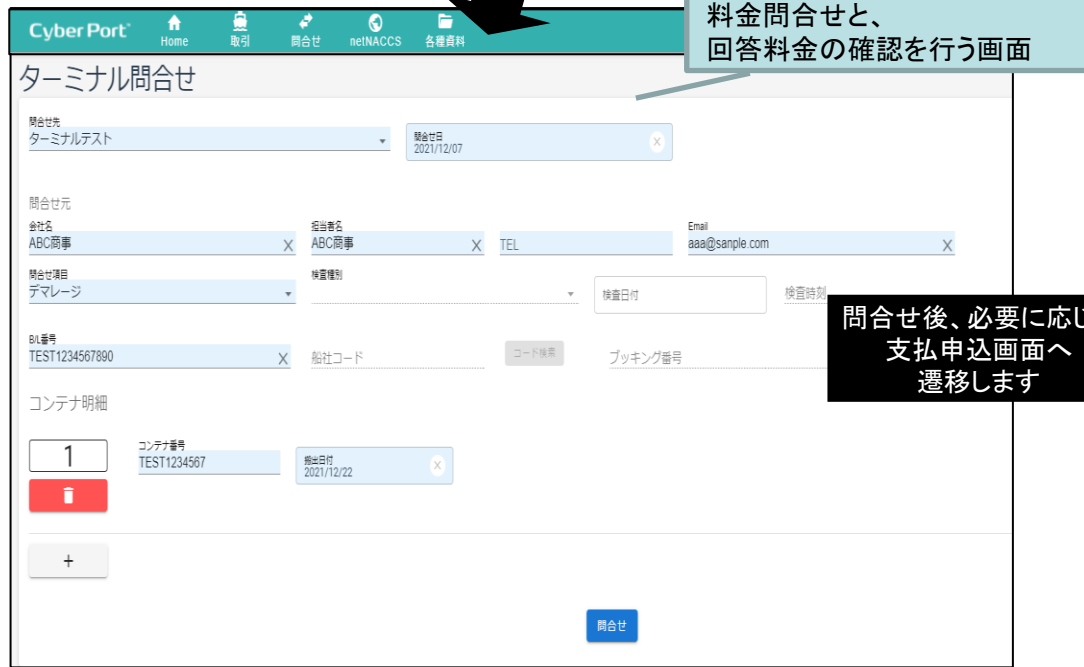 料金問合せと、
回答料金の確認を行う画面
Cyber Port
Home
取引
問合せ
netNACCS
各種資料
ターミナル問合せ
問合せ先
ターミナルテスト
問合せ日
2021/12/07
問合せ元
会社名
ABC商事
担当者名
ABC商事
TEL
Email
aaa@sanple.com
問合せ項目
デマレージ
検査種別
検査日付
検査時刻
問合せ後、必要に応じ
支払申込画面へ
遷移します
B/L番号
TEST1234567890
船社コード
コード検索
ブッキング番号
コンテナ明細
1
コンテナ番号
TEST1234567
搬出日付
2021/12/22
+
問合せ